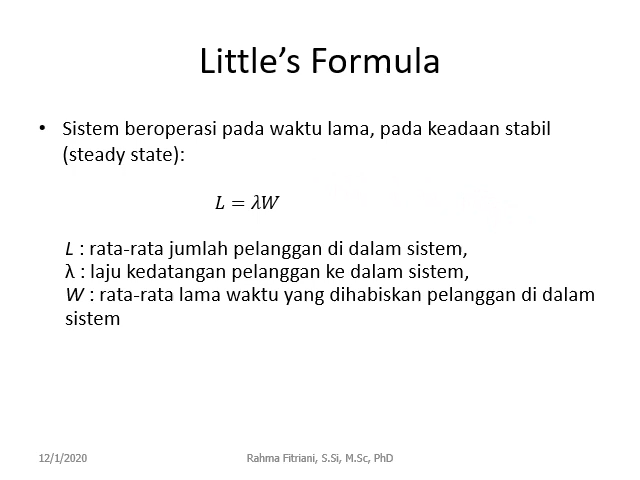 Little's Formula
• Sistem beroperasi pada waktu lama, pada keadaan stabil
(steady state):
L = λW
L : rata-rata jumlah pelanggan di dalam sistem,
λ : laju kedatangan pelanggan ke dalam sistem,
W : rata-rata lama waktu yang dihabiskan pelanggan di dalam
sistem
12/1/2020 Rahma Fitriani, S.Si, M.Sc, PhD